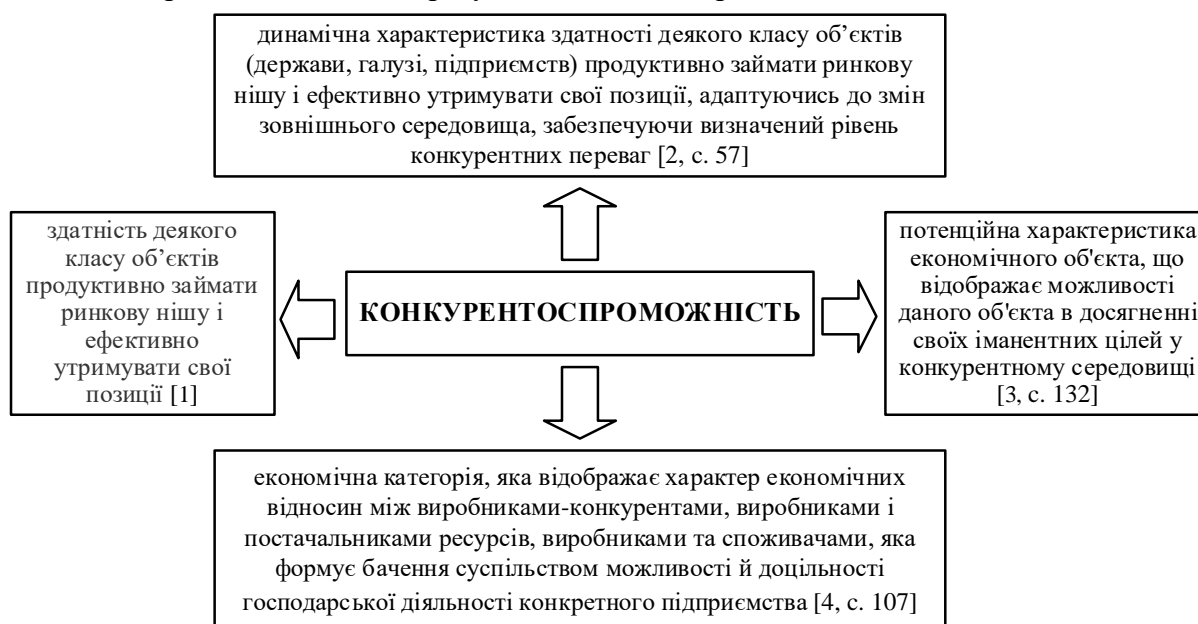 динамічна характеристика здатності деякого класу об’єктів
(держави, галузі, підприємств) продуктивно займати ринкову
нішу і ефективно утримувати свої позиції, адаптуючись до змін
зовнішнього середовища, забезпечуючи визначений рівень
конкурентних переваг [2, с. 57]
здатність деякого
класу об’єктів
продуктивно займати
ринкову нішу і
ефективно
утримувати свої
позиції [1]
КОНКУРЕНТОСПРОМОЖНІСТЬ
потенційна характеристика
економічного об'єкта, що
відображає можливості
даного об'єкта в досягненні
своїх іманентних цілей у
конкурентному середовищі
[3, с. 132]
економічна категорія, яка відображає характер економічних
відносин між виробниками-конкурентами, виробниками і
постачальниками ресурсів, виробниками та споживачами, яка
формує бачення суспільством можливості й доцільності
господарської діяльності конкретного підприємства [4, с. 107]